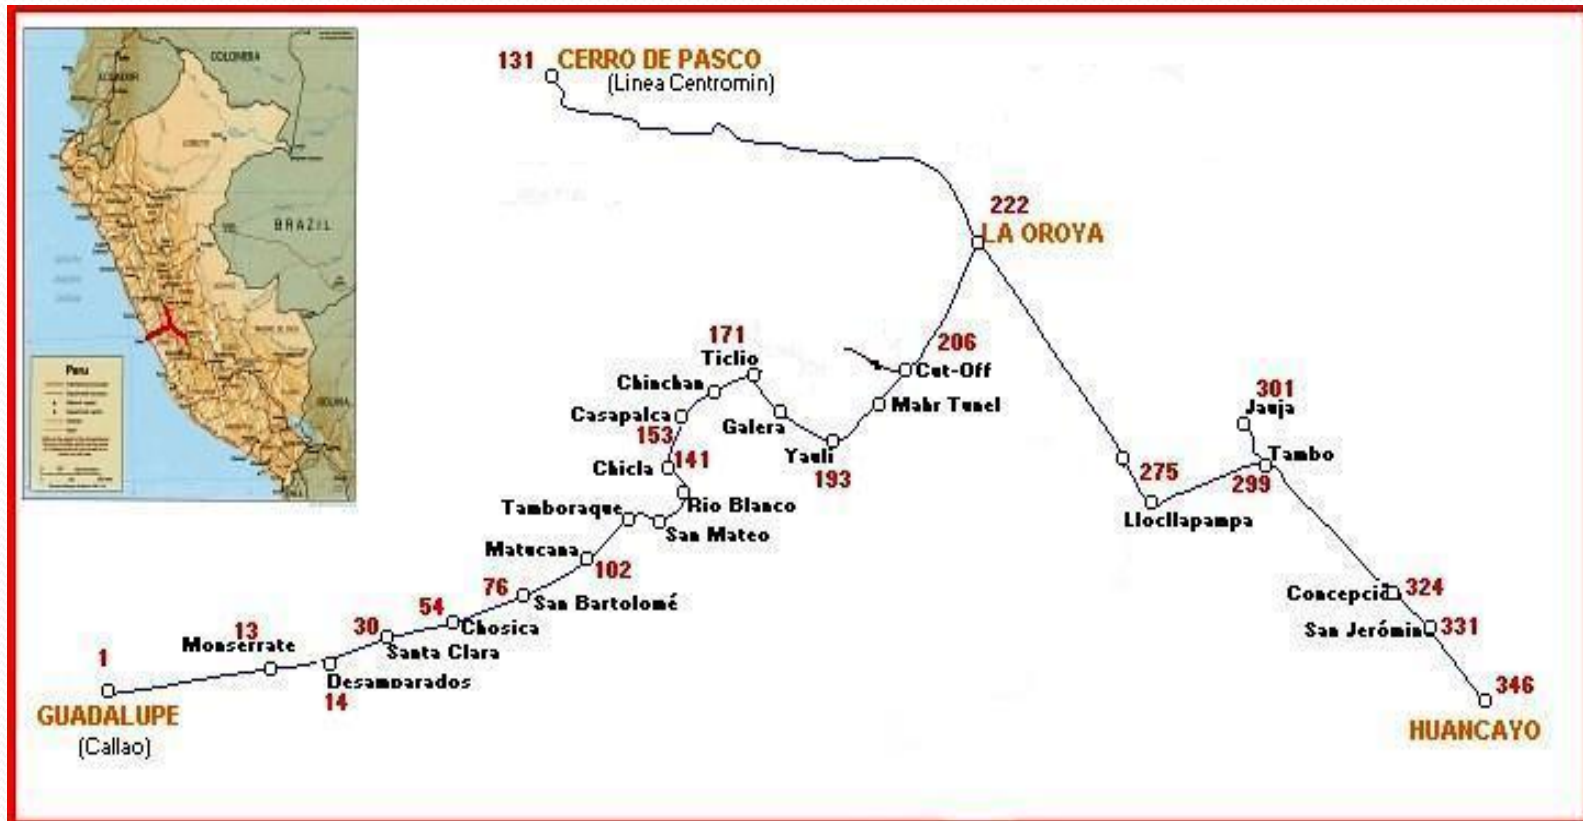 COLOMBIA
ECUADOR
BRAZIL
Peru
131
CERRO DE PASCO
(Linea Centromin)
222
LA OROYA
171
Ticlio
206
Cut-Off
Chinchan
Mahr Tunel
Casapalca
Galera
153
Yauli
193
Chicla
141
301
Jauja
Tambo
299
275
Llocllapampa
Rio Blanco
Tamboraque
San Mateo
Matucana
102
76
San Bartolomé
Concepció
324
54
Chosica
San Jerómin
331
30
Santa Clara
13
Monserrate
Desamparados
14
1
GUADALUPE
(Callao)
346
HUANCAYO